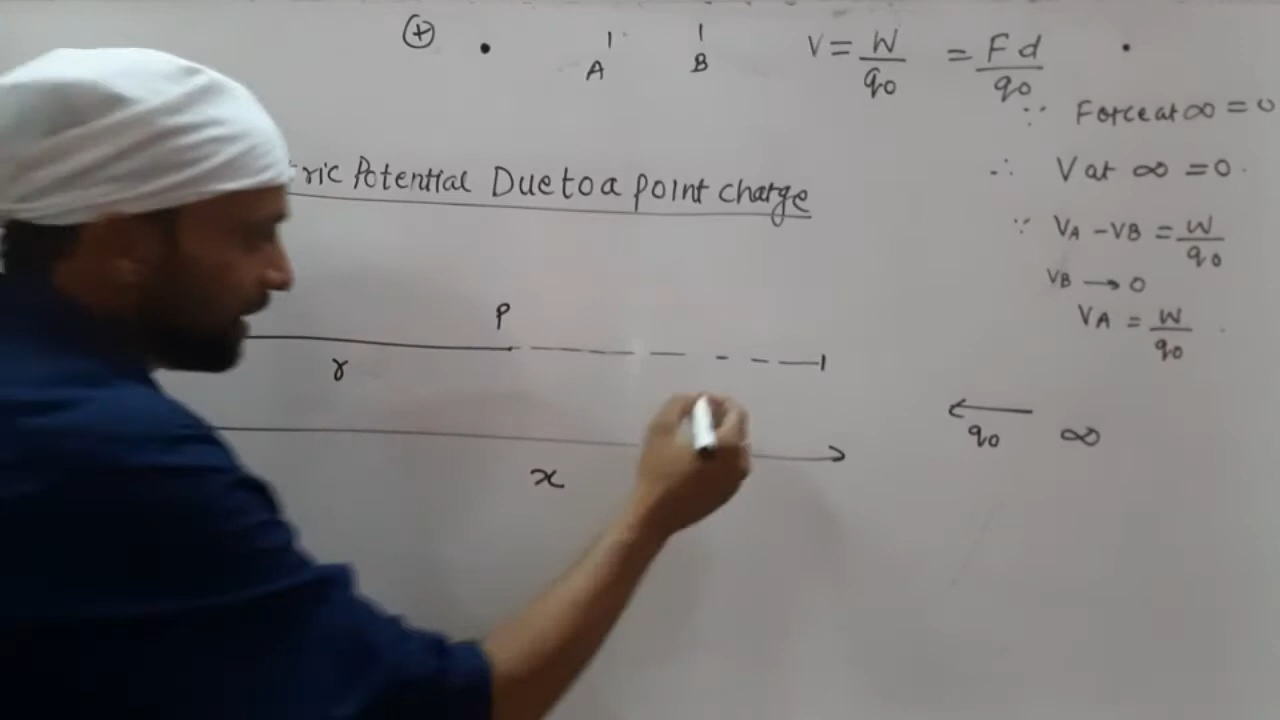 ⊕ • A B V = W/q₀ = Fd/q₀
∵ Force at ∞ = 0
∴ V at ∞ = 0.
tric Potential Due to a point charge
∵ VA - VB = W/q₀
VB → 0
VA = W/q₀
P
r
x
q₀ ∞